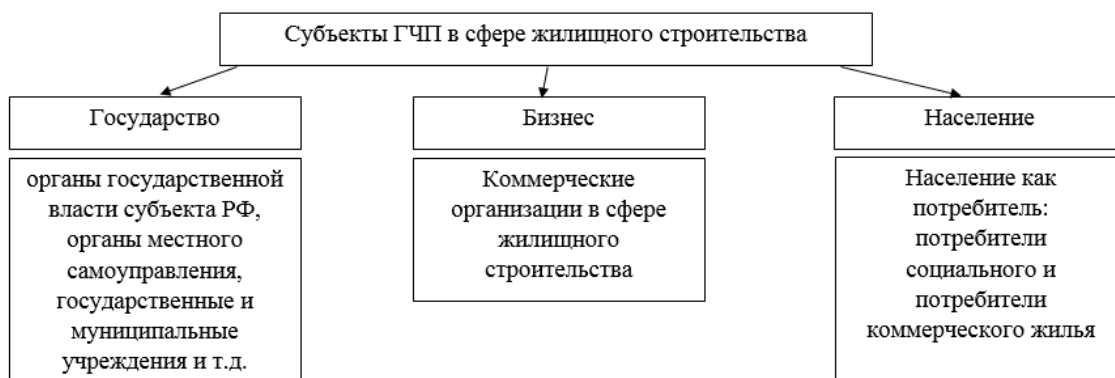 Субъекты ГЧП в сфере жилищного строительства
Государство
органы государственной
власти субъекта РФ,
органы местного
самоуправления,
государственные и
муниципальные
учреждения и т.д.
Бизнес
Коммерческие
организации в сфере
жилищного
строительства
Население
Население как
потребитель:
потребители
социального и
потребители
коммерческого жилья